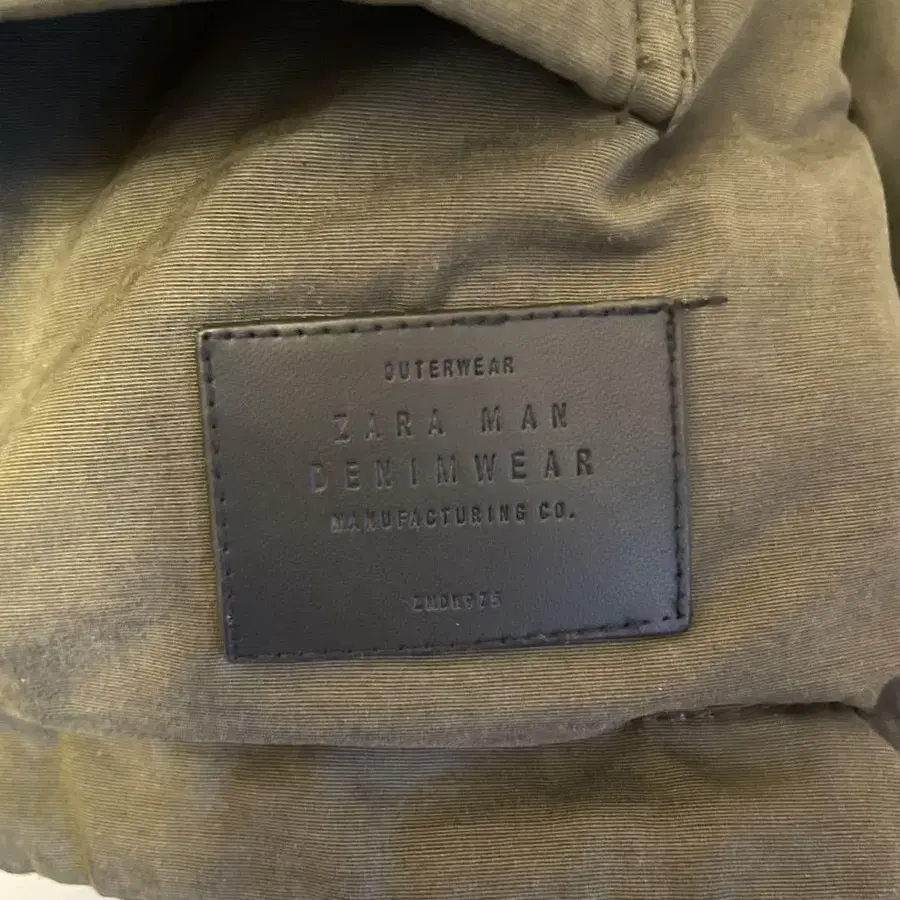 OUTERWEAR
ZARA MAN
DENIMWEAR
MANUFACTURING CO.